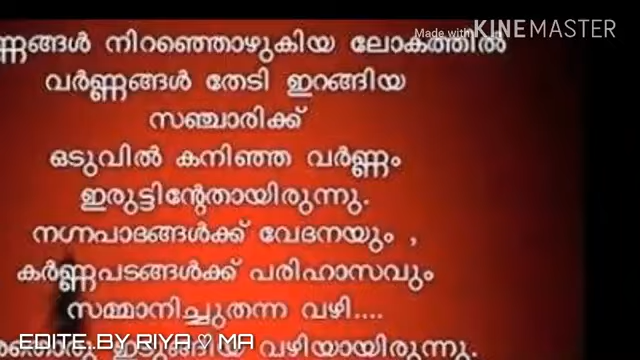 Made with KINEMASTER
നിറഞ്ഞൊഴുകിയ ലോകത്തിൽ
വർണ്ണങ്ങൾ തേടി ഇറങ്ങിയ
സഞ്ചാരിക്ക്
ഒടുവിൽ കനിഞ്ഞ വർണ്ണം
ഇരുട്ടിന്റേതായിരുന്നു.
നഗ്നപാദങ്ങൾക്ക് വേദനയും ,
കർണ്ണപടങ്ങൾക്ക് പരിഹാസവും
സമ്മാനിച്ചുതന്ന വഴി....
ഇടുങ്ങിയ വഴിയായിരുന്നു.
EDITE..BY RIYA ♡ MA